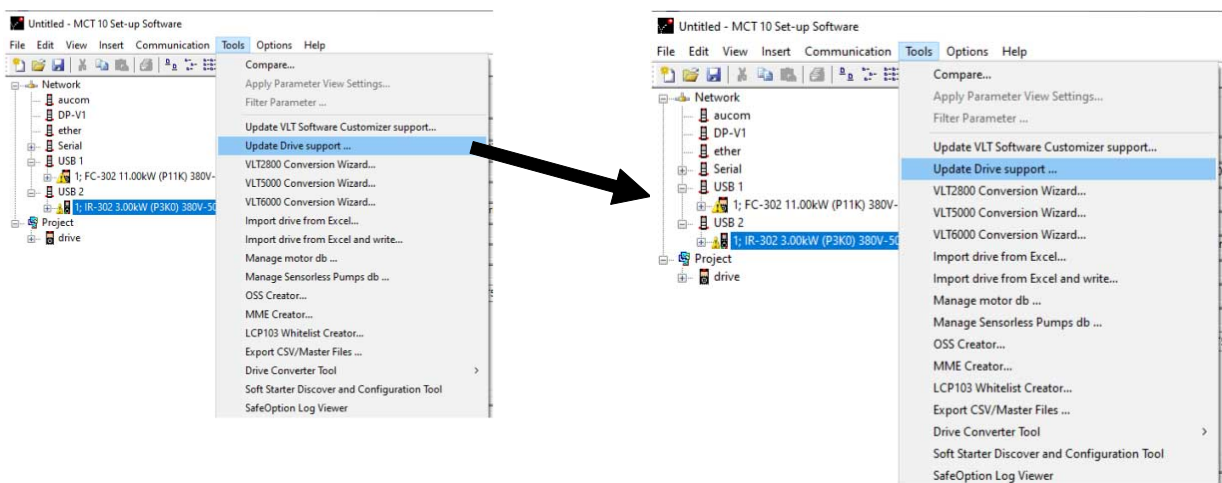 Untitled - MCT 10 Set-up Software
File Edit View Insert Communication Tools Options Help
Network
aucom
DP-V1
ether
Serial
USB 1
1; FC-302 11.00kW (P11K) 380V-
USB 2
1; IR-302 3.00kW (P3K0) 380V-50
Project
drive
Compare...
Apply Parameter View Settings...
Filter Parameter ...
Update VLT Software Customizer support...
Update Drive support ...
VLT2800 Conversion Wizard...
VLT5000 Conversion Wizard...
VLT6000 Conversion Wizard...
Import drive from Excel...
Import drive from Excel and write...
Manage motor db ...
Manage Sensorless Pumps db ...
OSS Creator...
MME Creator...
LCP103 Whitelist Creator...
Export CSV/Master Files ...
Drive Converter Tool
Soft Starter Discover and Configuration Tool
SafeOption Log Viewer
Untitled - MCT 10 Set-up Software
File Edit View Insert Communication Tools Options Help
Network
aucom
DP-V1
ether
Serial
USB 1
1; FC-302 11.00kW (P11K) 380V-
USB 2
1; IR-302 3.00kW (P3K0) 380V-50
Project
drive
Compare...
Apply Parameter View Settings...
Filter Parameter ...
Update VLT Software Customizer support...
Update Drive support ...
VLT2800 Conversion Wizard...
VLT5000 Conversion Wizard...
VLT6000 Conversion Wizard...
Import drive from Excel...
Import drive from Excel and write...
Manage motor db ...
Manage Sensorless Pumps db ...
OSS Creator...
MME Creator...
LCP103 Whitelist Creator...
Export CSV/Master Files ...
Drive Converter Tool
Soft Starter Discover and Configuration Tool
SafeOption Log Viewer